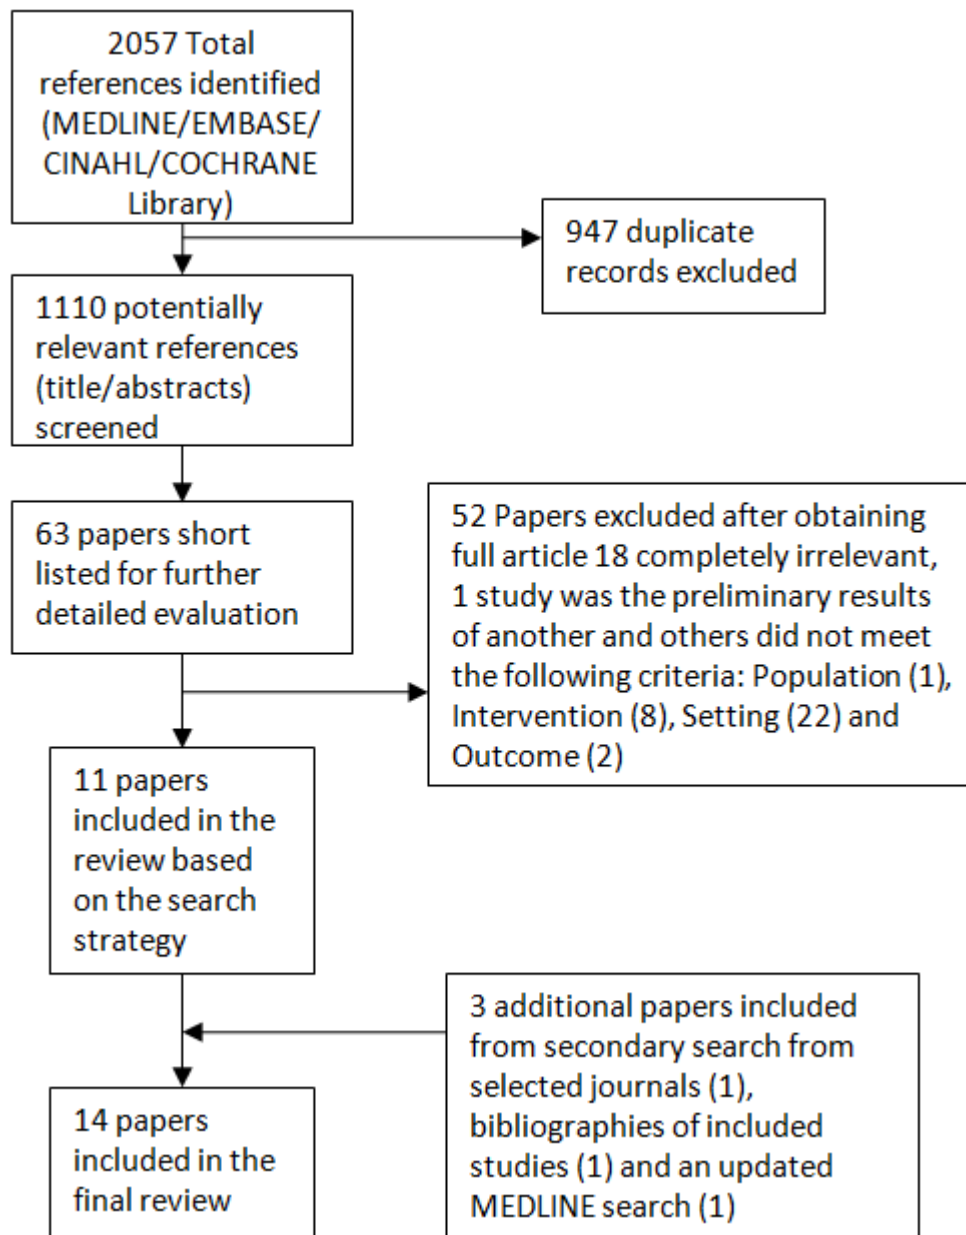 2057 Total
references identified
(MEDLINE/EMBASE/
CINAHL/COCHRANE
Library)
947 duplicate
records excluded
1110 potentially
relevant references
(title/abstracts)
screened
63 papers short
listed for further
detailed evaluation
52 Papers excluded after obtaining
full article 18 completely irrelevant,
1 study was the preliminary results
of another and others did not meet
the following criteria: Population (1),
Intervention (8), Setting (22) and
Outcome (2)
11 papers
included in the
review based
on the search
strategy
3 additional papers included
from secondary search from
selected journals (1),
bibliographies of included
studies (1) and an updated
MEDLINE search (1)
14 papers
included in the
final review